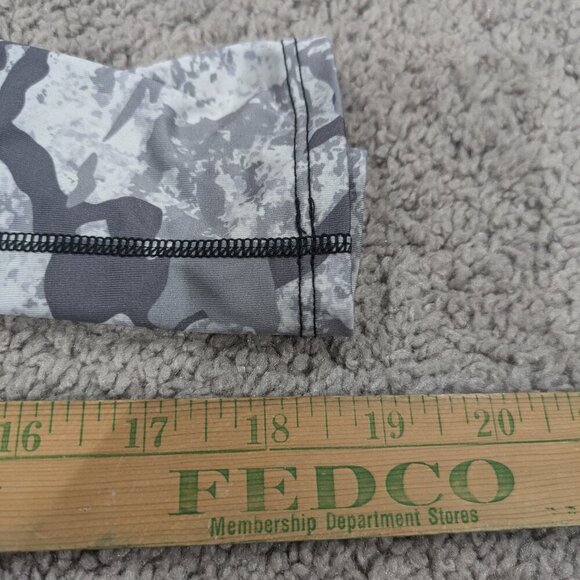 16 17 18 19 20
FEDCO
Membership Department Stores